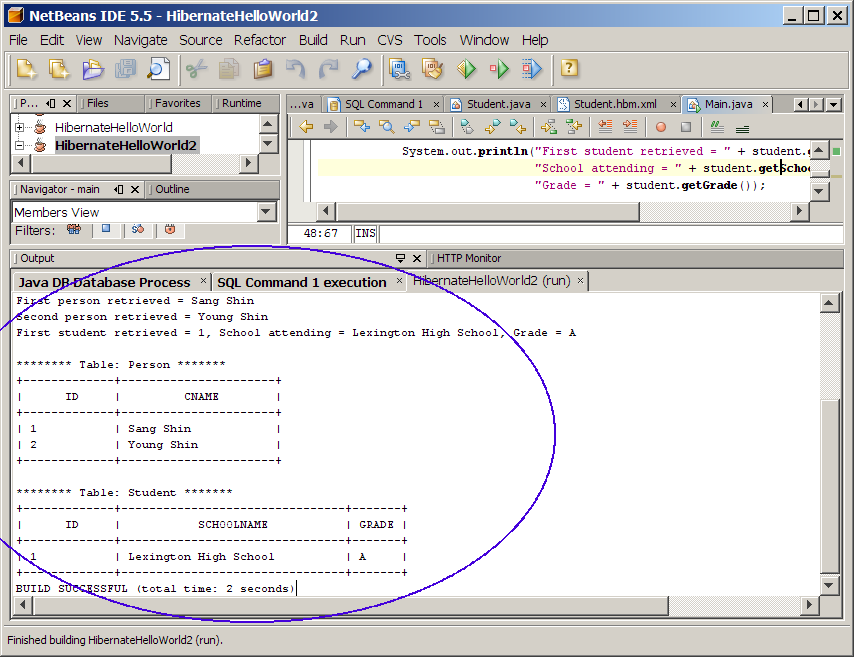 NetBeans IDE 5.5 - HibernateHelloWorld2
File Edit View Navigate Source Refactor Build Run CVS Tools Window Help
P... Files Favorites Runtime
HibernateHelloWorld
HibernateHelloWorld2
...va SQL Command 1 Student.java Student.hbm.xml Main.java
System.out.println("First student retrieved = " + student.g
"School attending = " + student.getSchoo
"Grade = " + student.getGrade());
48:67 INS
Navigator - main Outline
Members View
Filters:
Output HTTP Monitor
Java DB Database Process SQL Command 1 execution HibernateHelloWorld2 (run)
First person retrieved = Sang Shin
Second person retrieved = Young Shin
First student retrieved = 1, School attending = Lexington High School, Grade = A
******** Table: Person *******
+-------------+----------------------+
| ID | CNAME |
+-------------+----------------------+
| 1 | Sang Shin |
| 2 | Young Shin |
+-------------+----------------------+
******** Table: Student *******
+-------------+--------------------------------+-------+
| ID | SCHOOLNAME | GRADE |
+-------------+--------------------------------+-------+
| 1 | Lexington High School | A |
+-------------+--------------------------------+-------+
BUILD SUCCESSFUL (total time: 2 seconds)
Finished building HibernateHelloWorld2 (run).